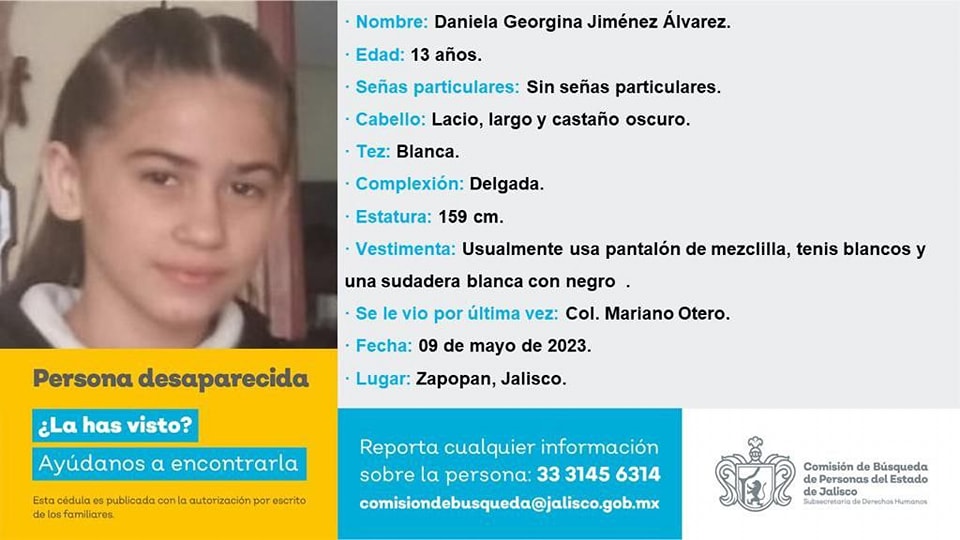 · Nombre: Daniela Georgina Jiménez Álvarez.
· Edad: 13 años.
· Señas particulares: Sin señas particulares.
· Cabello: Lacio, largo y castaño oscuro.
· Tez: Blanca.
· Complexión: Delgada.
· Estatura: 159 cm.
· Vestimenta: Usualmente usa pantalón de mezclilla, tenis blancos y
una sudadera blanca con negro .
· Se le vio por última vez: Col. Mariano Otero.
· Fecha: 09 de mayo de 2023.
· Lugar: Zapopan, Jalisco.
Persona desaparecida
¿La has visto?
Ayúdanos a encontrarla
Esta cédula es publicada con la autorización por escrito
de los familiares.
Reporta cualquier información
sobre la persona: 33 3145 6314
comisiondebusqueda@jalisco.gob.mx
Comisión de Búsqueda
de Personas del Estado
de Jalisco
Subsecretaría de Derechos Humanos